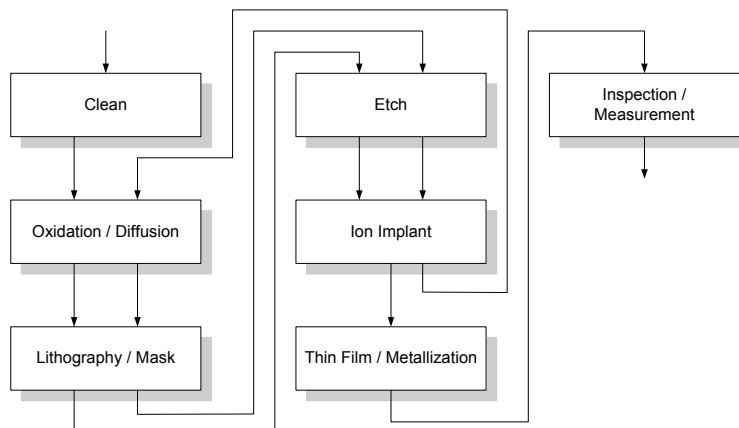 Clean
Oxidation / Diffusion
Lithography / Mask
Etch
Ion Implant
Thin Film / Metallization
Inspection /
Measurement